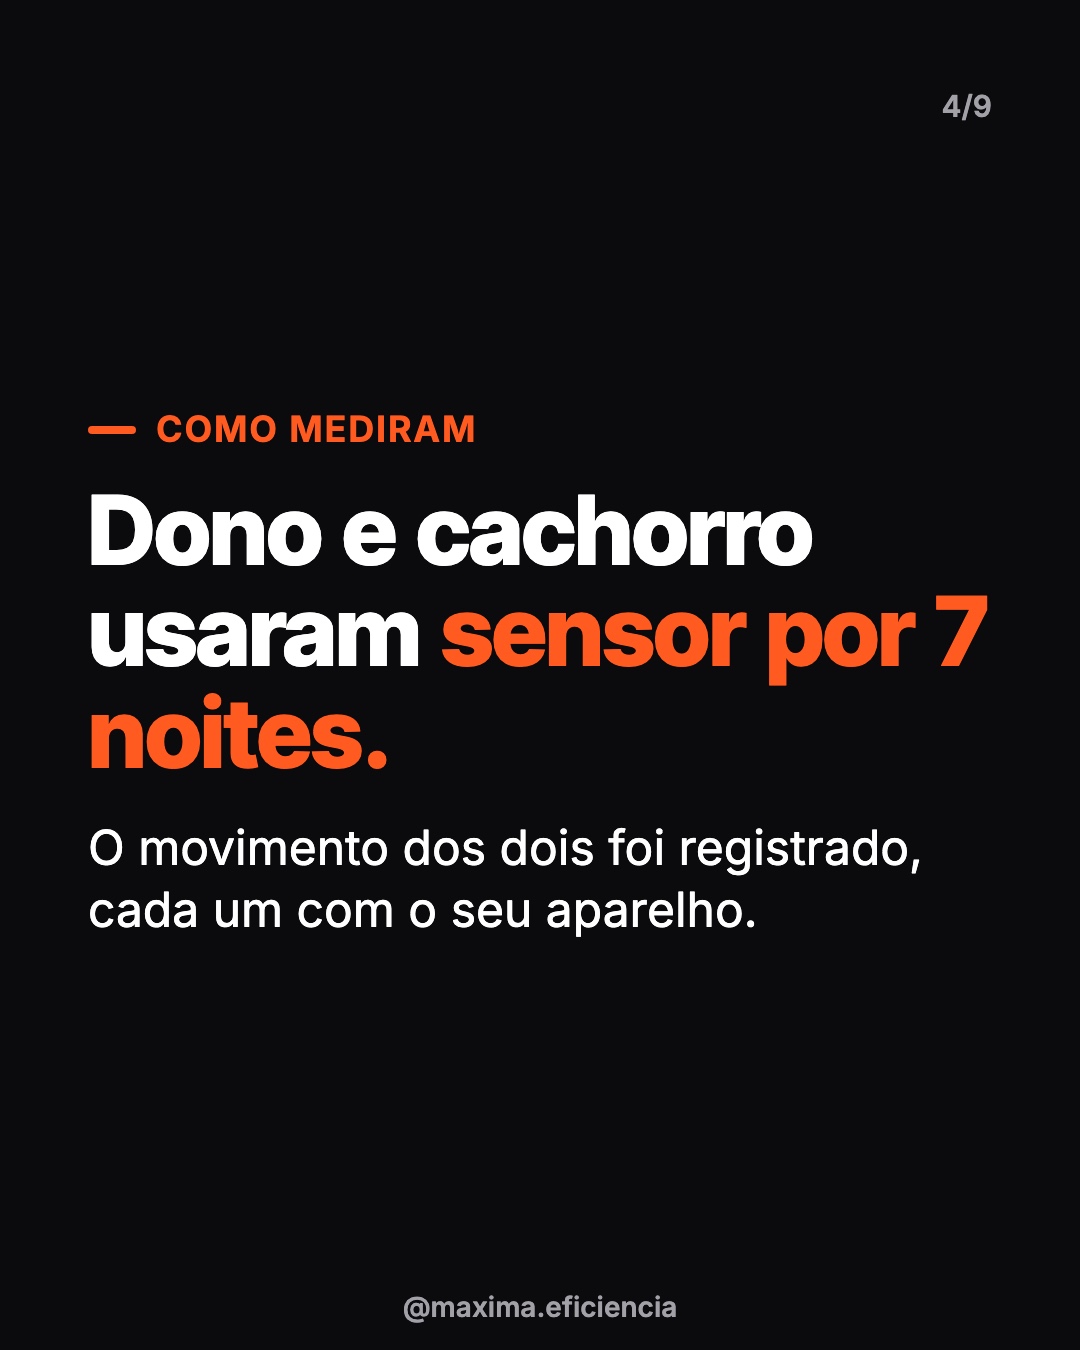 4/9
COMO MEDIRAM
Dono e cachorro
usaram sensor por 7
noites.
O movimento dos dois foi registrado,
cada um com o seu aparelho.
@maxima.eficiencia